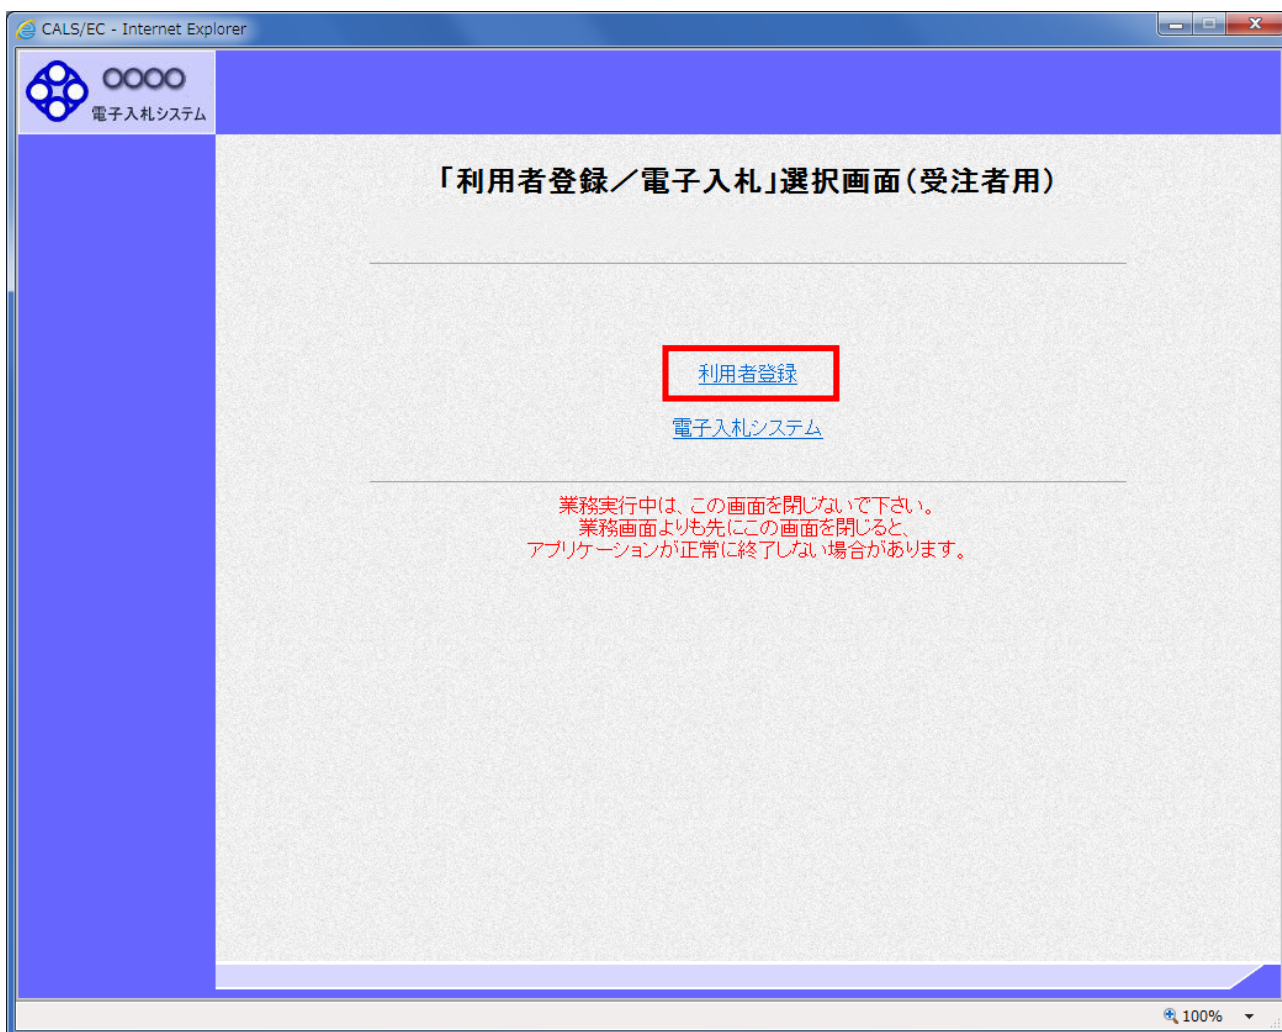 CALS/EC - Internet Explorer
○○○○
電子入札システム
「利用者登録／電子入札」選択画面（受注者用）
利用者登録
電子入札システム
業務実行中は、この画面を閉じないで下さい。
業務画面よりも先にこの画面を閉じると、
アプリケーションが正常に終了しない場合があります。
100%